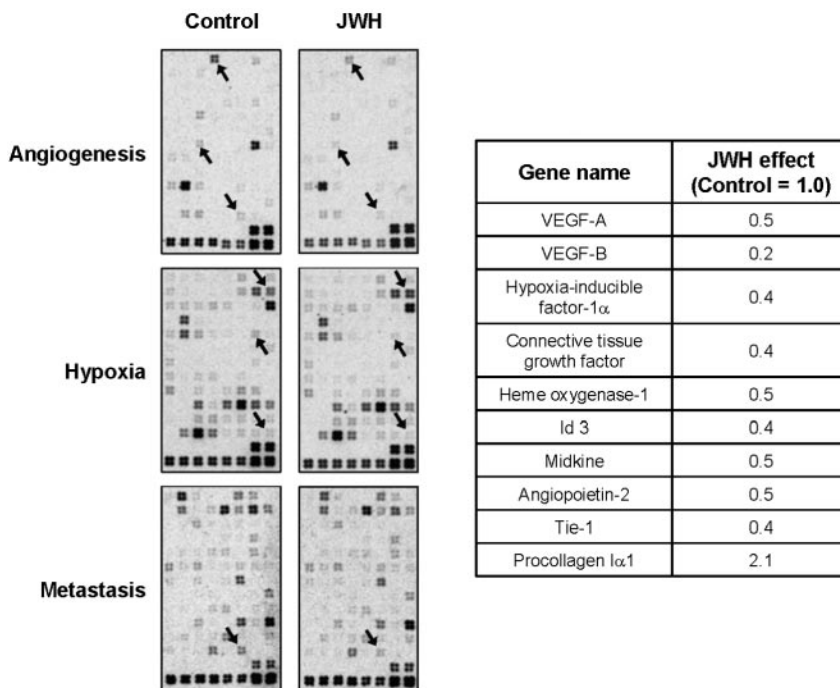 Control JWH
Angiogenesis
Hypoxia
Metastasis
Gene name JWH effect
(Control = 1.0)
VEGF-A 0.5
VEGF-B 0.2
Hypoxia-inducible
factor-1α 0.4
Connective tissue
growth factor 0.4
Heme oxygenase-1 0.5
Id 3 0.4
Midkine 0.5
Angiopoietin-2 0.5
Tie-1 0.4
Procollagen Iα1 2.1